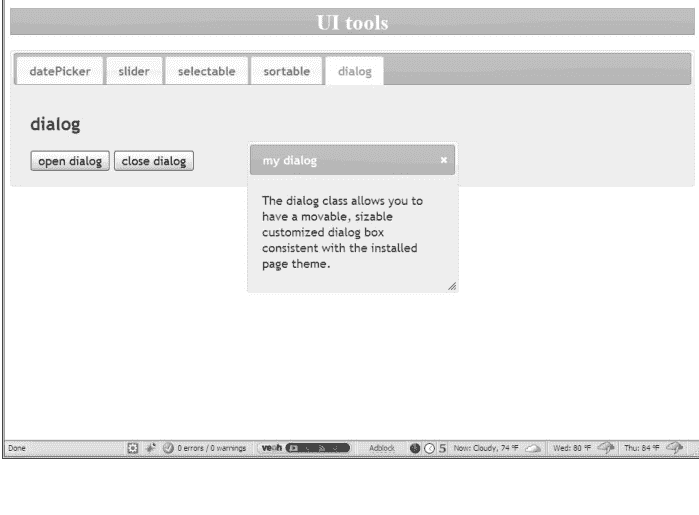 UI tools
datePicker slider selectable sortable dialog
dialog
open dialog close dialog
my dialog
The dialog class allows you to
have a movable, sizable
customized dialog box
consistent with the installed
page theme.
Done 0 errors / 0 warnings veoh Adblock 5 Now: Cloudy, 74 °F Wed: 80 °F Thu: 84 °F